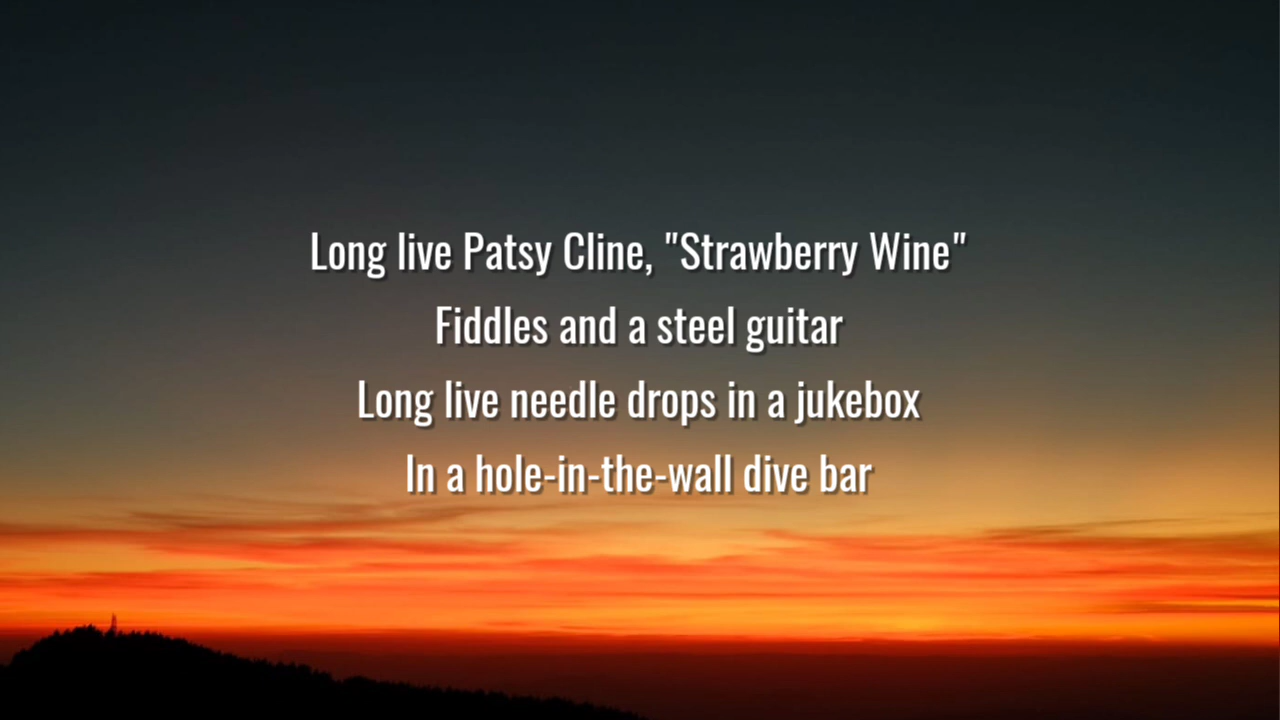 Long live Patsy Cline, "Strawberry Wine"
Fiddles and a steel guitar
Long live needle drops in a jukebox
In a hole-in-the-wall dive bar